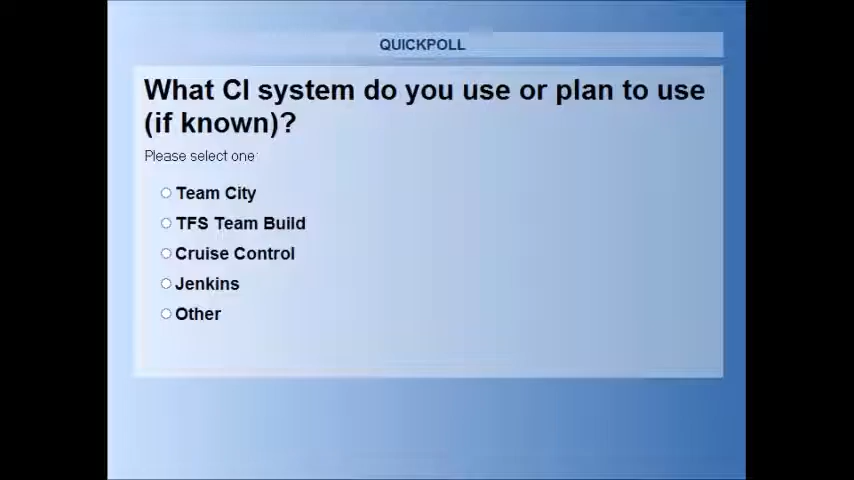 QUICKPOLL
What CI system do you use or plan to use
(if known)?
Please select one:
Team City
TFS Team Build
Cruise Control
Jenkins
Other